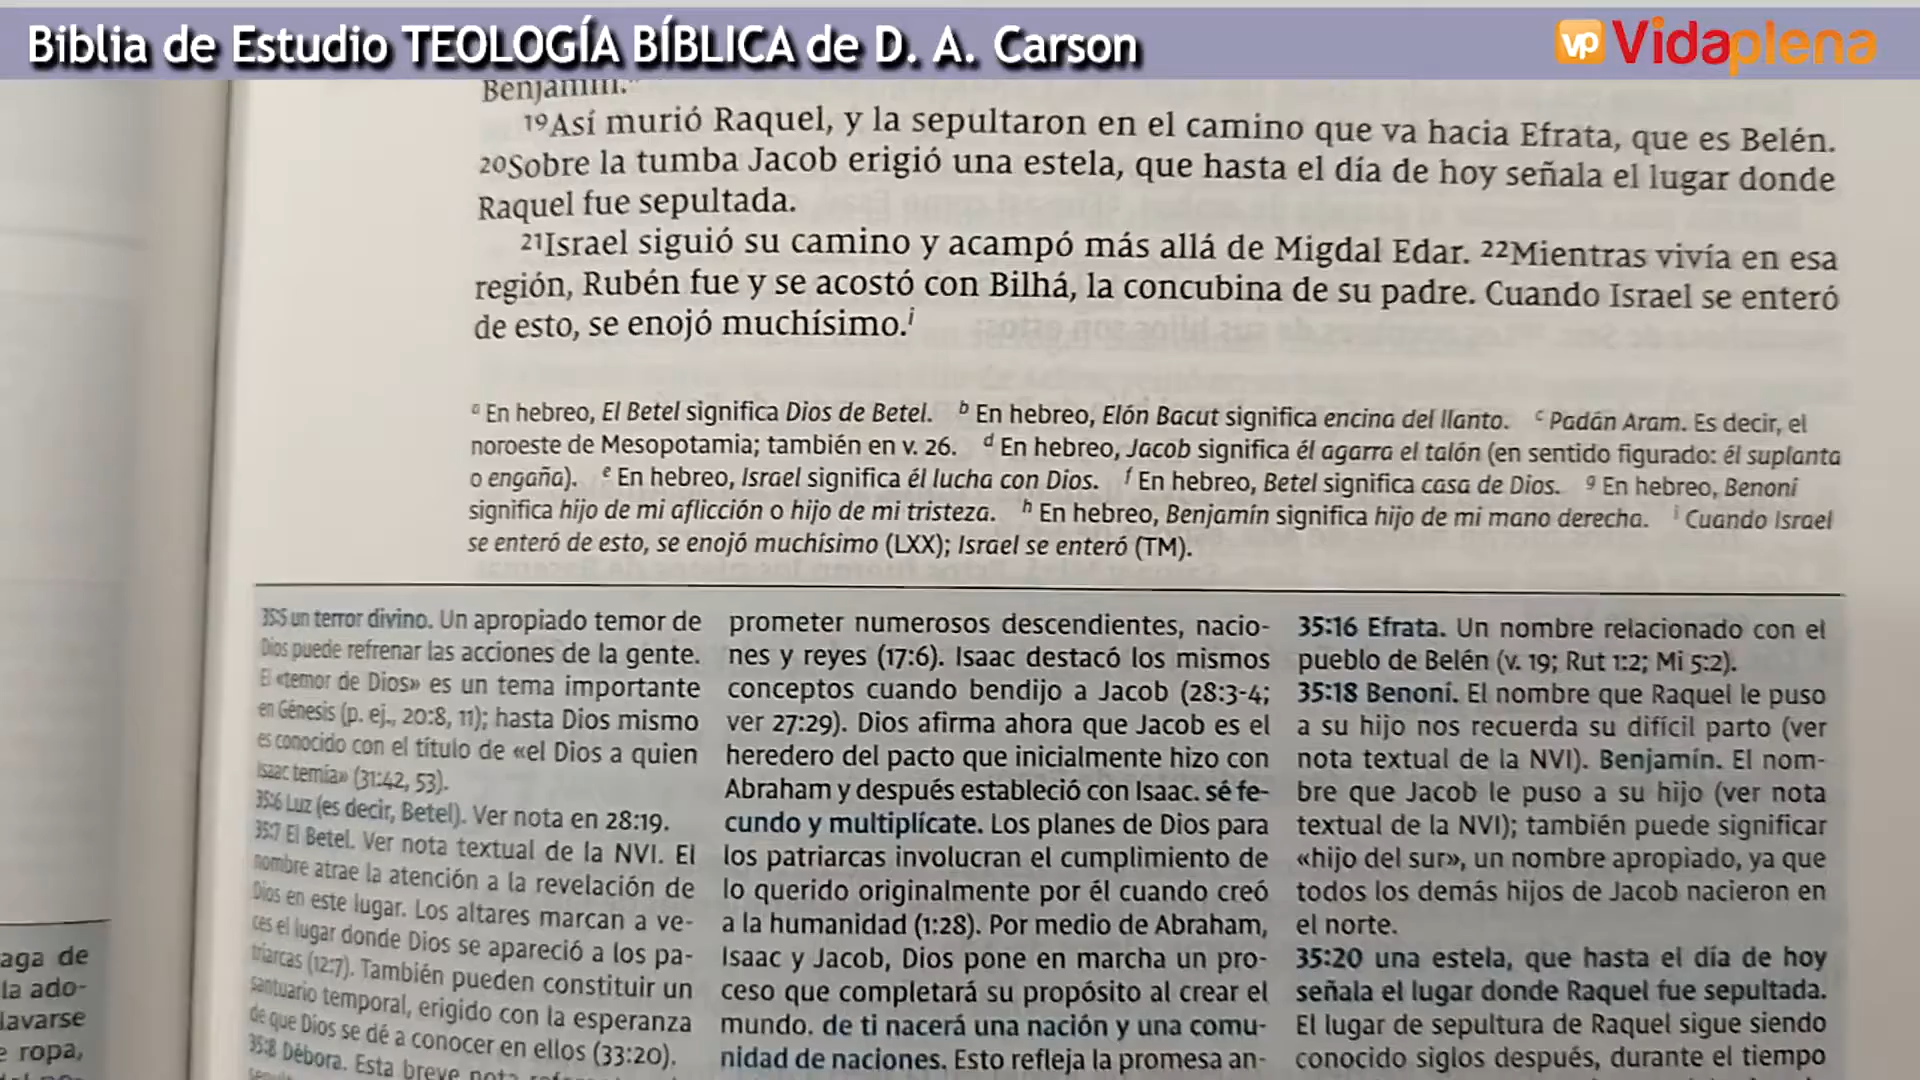 Biblia de Estudio TEOLOGÍA BÍBLICA de D. A. Carson
vp Vidaplena
Benjamín.
19Así murió Raquel, y la sepultaron en el camino que va hacia Efrata, que es Belén.
20Sobre la tumba Jacob erigió una estela, que hasta el día de hoy señala el lugar donde
Raquel fue sepultada.
21Israel siguió su camino y acampó más allá de Migdal Edar. 22Mientras vivía en esa
región, Rubén fue y se acostó con Bilhá, la concubina de su padre. Cuando Israel se enteró
de esto, se enojó muchísimo.i
a En hebreo, El Betel significa Dios de Betel. b En hebreo, Elón Bacut significa encina del llanto. c Padán Aram. Es decir, el
noroeste de Mesopotamia; también en v. 26. d En hebreo, Jacob significa él agarra el talón (en sentido figurado: él suplanta
o engaña). e En hebreo, Israel significa él lucha con Dios. f En hebreo, Betel significa casa de Dios. g En hebreo, Benoní
significa hijo de mi aflicción o hijo de mi tristeza. h En hebreo, Benjamín significa hijo de mi mano derecha. i Cuando Israel
se enteró de esto, se enojó muchísimo (LXX); Israel se enteró (TM).
aga de
la ado-
lavarse
e ropa,
35:5 un terror divino. Un apropiado temor de
Dios puede refrenar las acciones de la gente.
El «temor de Dios» es un tema importante
en Génesis (p. ej., 20:8, 11); hasta Dios mismo
es conocido con el título de «el Dios a quien
Isaac temía» (31:42, 53).
35:6 Luz (es decir, Betel). Ver nota en 28:19.
35:7 El Betel. Ver nota textual de la NVI. El
nombre atrae la atención a la revelación de
Dios en este lugar. Los altares marcan a ve-
ces el lugar donde Dios se apareció a los pa-
triarcas (12:7). También pueden constituir un
santuario temporal, erigido con la esperanza
de que Dios se dé a conocer en ellos (33:20).
35:8 Débora. Esta breve nota
prometer numerosos descendientes, nacio-
nes y reyes (17:6). Isaac destacó los mismos
conceptos cuando bendijo a Jacob (28:3-4;
ver 27:29). Dios afirma ahora que Jacob es el
heredero del pacto que inicialmente hizo con
Abraham y después estableció con Isaac. sé fe-
cundo y multiplícate. Los planes de Dios para
los patriarcas involucran el cumplimiento de
lo querido originalmente por él cuando creó
a la humanidad (1:28). Por medio de Abraham,
Isaac y Jacob, Dios pone en marcha un pro-
ceso que completará su propósito al crear el
mundo. de ti nacerá una nación y una comu-
nidad de naciones. Esto refleja la promesa an-
35:16 Efrata. Un nombre relacionado con el
pueblo de Belén (v. 19; Rut 1:2; Mi 5:2).
35:18 Benoní. El nombre que Raquel le puso
a su hijo nos recuerda su difícil parto (ver
nota textual de la NVI). Benjamín. El nom-
bre que Jacob le puso a su hijo (ver nota
textual de la NVI); también puede significar
«hijo del sur», un nombre apropiado, ya que
todos los demás hijos de Jacob nacieron en
el norte.
35:20 una estela, que hasta el día de hoy
señala el lugar donde Raquel fue sepultada.
El lugar de sepultura de Raquel sigue siendo
conocido siglos después, durante el tiempo